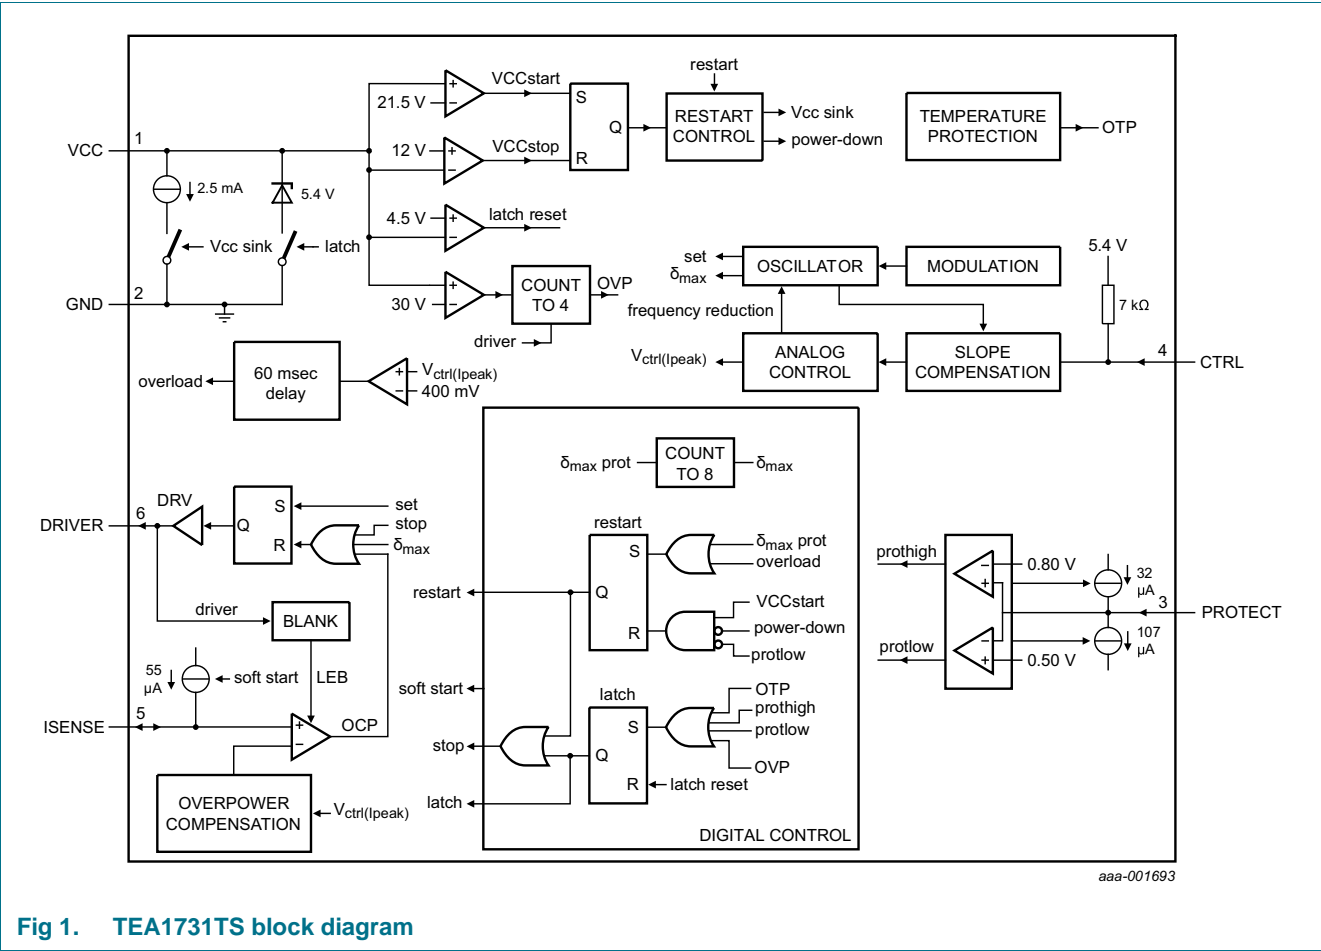 VCC
1
2.5 mA
Vcc sink
5.4 V
latch
GND
2
21.5 V
+
−
VCCstart
12 V
+
−
VCCstop
4.5 V
+
−
latch reset
30 V
+
−
COUNT
TO 4
OVP
driver
S
R
Q
restart
RESTART
CONTROL
Vcc sink
power-down
TEMPERATURE
PROTECTION
OTP
set
δmax
OSCILLATOR
MODULATION
frequency reduction
5.4 V
7 kΩ
Vctrl(Ipeak)
ANALOG
CONTROL
SLOPE
COMPENSATION
4
CTRL
overload
60 msec
delay
+
−
Vctrl(Ipeak)
400 mV
δmax prot
COUNT
TO 8
δmax
DRIVER
6
DRV
Q
S
R
set
stop
δmax
driver
BLANK
LEB
55
μA
soft start
ISENSE
5
+
−
OCP
OVERPOWER
COMPENSATION
Vctrl(Ipeak)
restart
S
R
Q
δmax prot
overload
VCCstart
power-down
protlow
restart
soft start
stop
latch
latch
S
R
Q
OTP
prothigh
protlow
OVP
latch reset
DIGITAL CONTROL
prothigh
protlow
−
+
0.80 V
−
+
0.50 V
32
μA
107
μA
3
PROTECT
aaa-001693
Fig 1. TEA1731TS block diagram